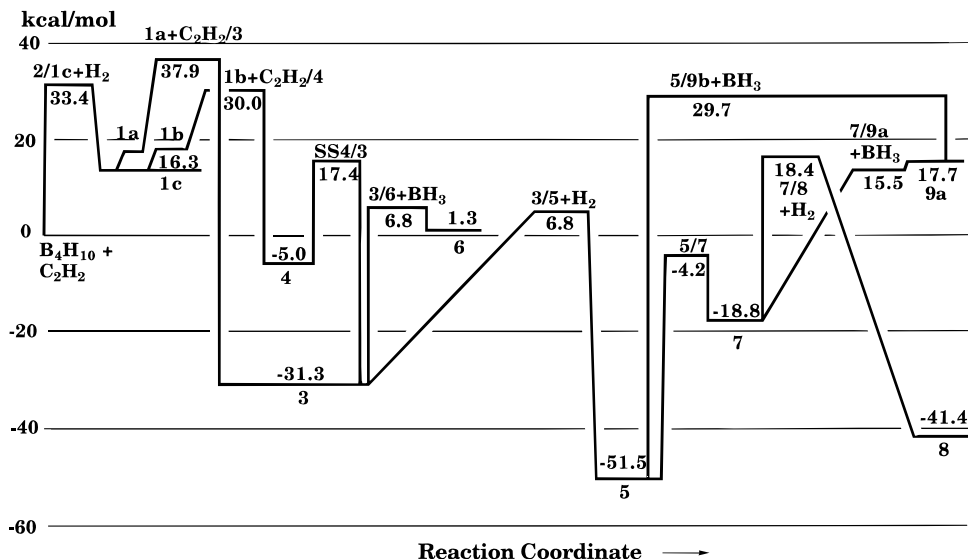 kcal/mol
1a+C₂H₂/3
40
2/1c+H₂
37.9
1b+C₂H₂/4
5/9b+BH₃
33.4
30.0
29.7
1a
1b
7/9a
+BH₃
20
16.3
1c
SS4/3
17.4
18.4
7/8
+H₂
15.5
17.7
9a
3/6+BH₃
6.8
1.3
6
3/5+H₂
6.8
0
B₄H₁₀ +
C₂H₂
-5.0
4
5/7
-4.2
-18.8
7
-20
-31.3
3
-40
-41.4
8
-51.5
5
-60
Reaction Coordinate